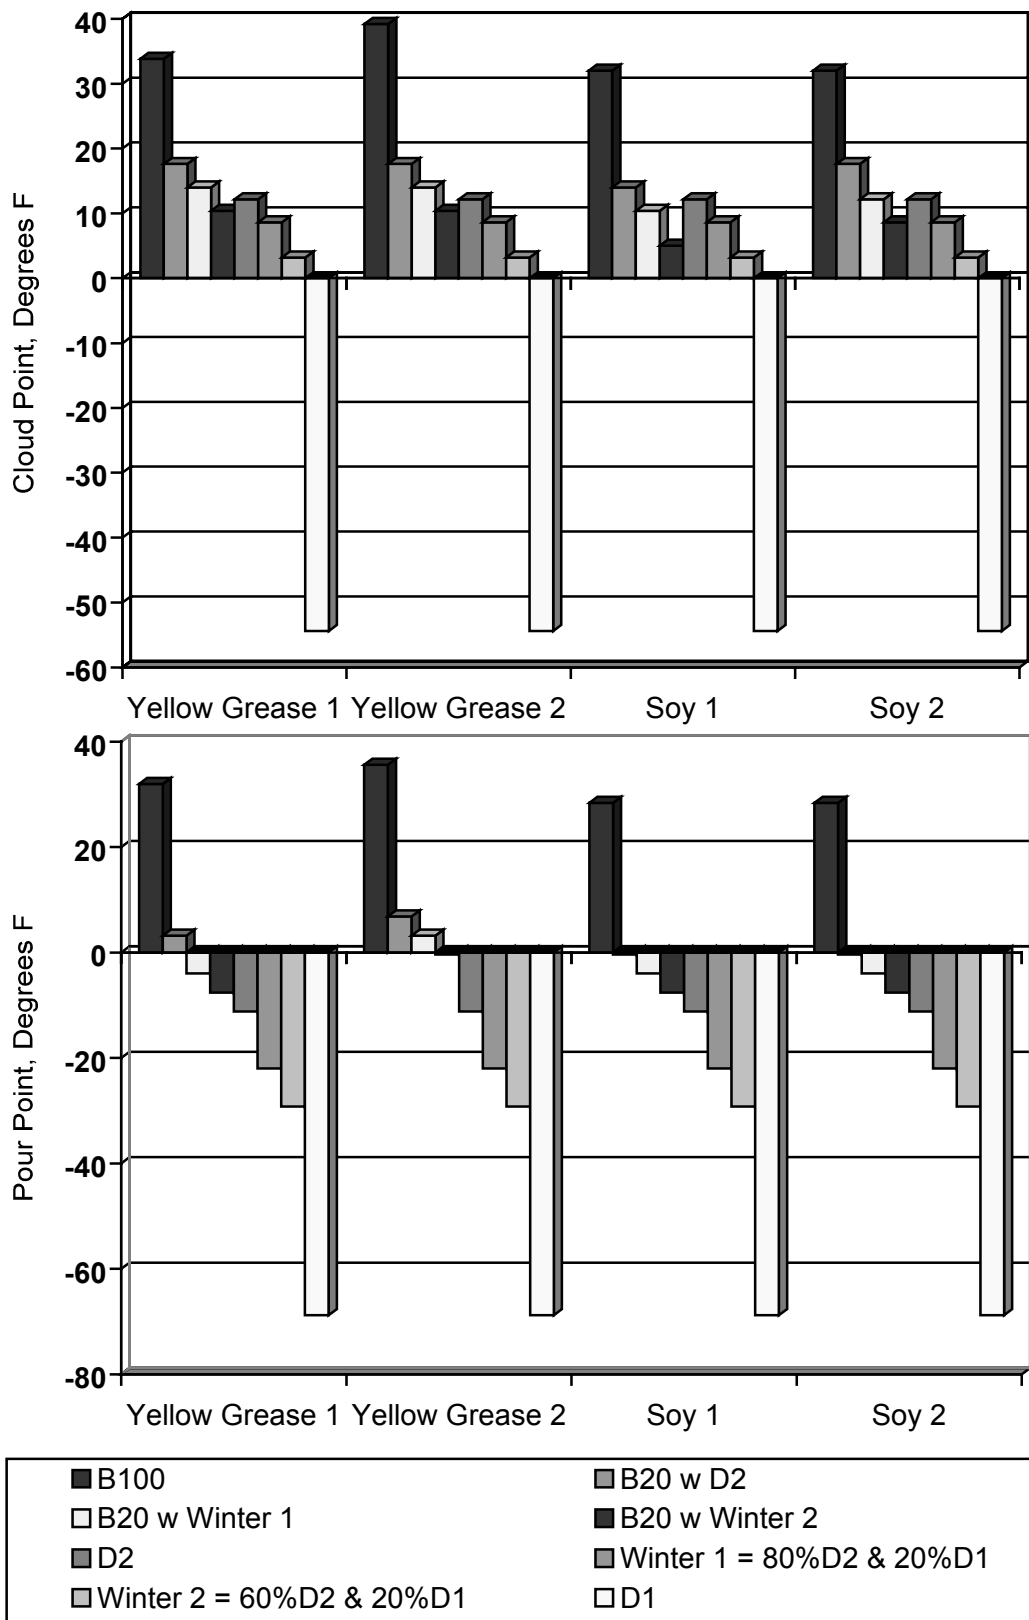 40
30
20
10
0
-10
-20
-30
-40
-50
-60
Cloud Point, Degrees F
Yellow Grease 1 Yellow Grease 2 Soy 1 Soy 2
40
20
0
-20
-40
-60
-80
Pour Point, Degrees F
Yellow Grease 1 Yellow Grease 2 Soy 1 Soy 2
B100 B20 w D2
B20 w Winter 1 B20 w Winter 2
D2 Winter 1 = 80%D2 & 20%D1
Winter 2 = 60%D2 & 20%D1 D1